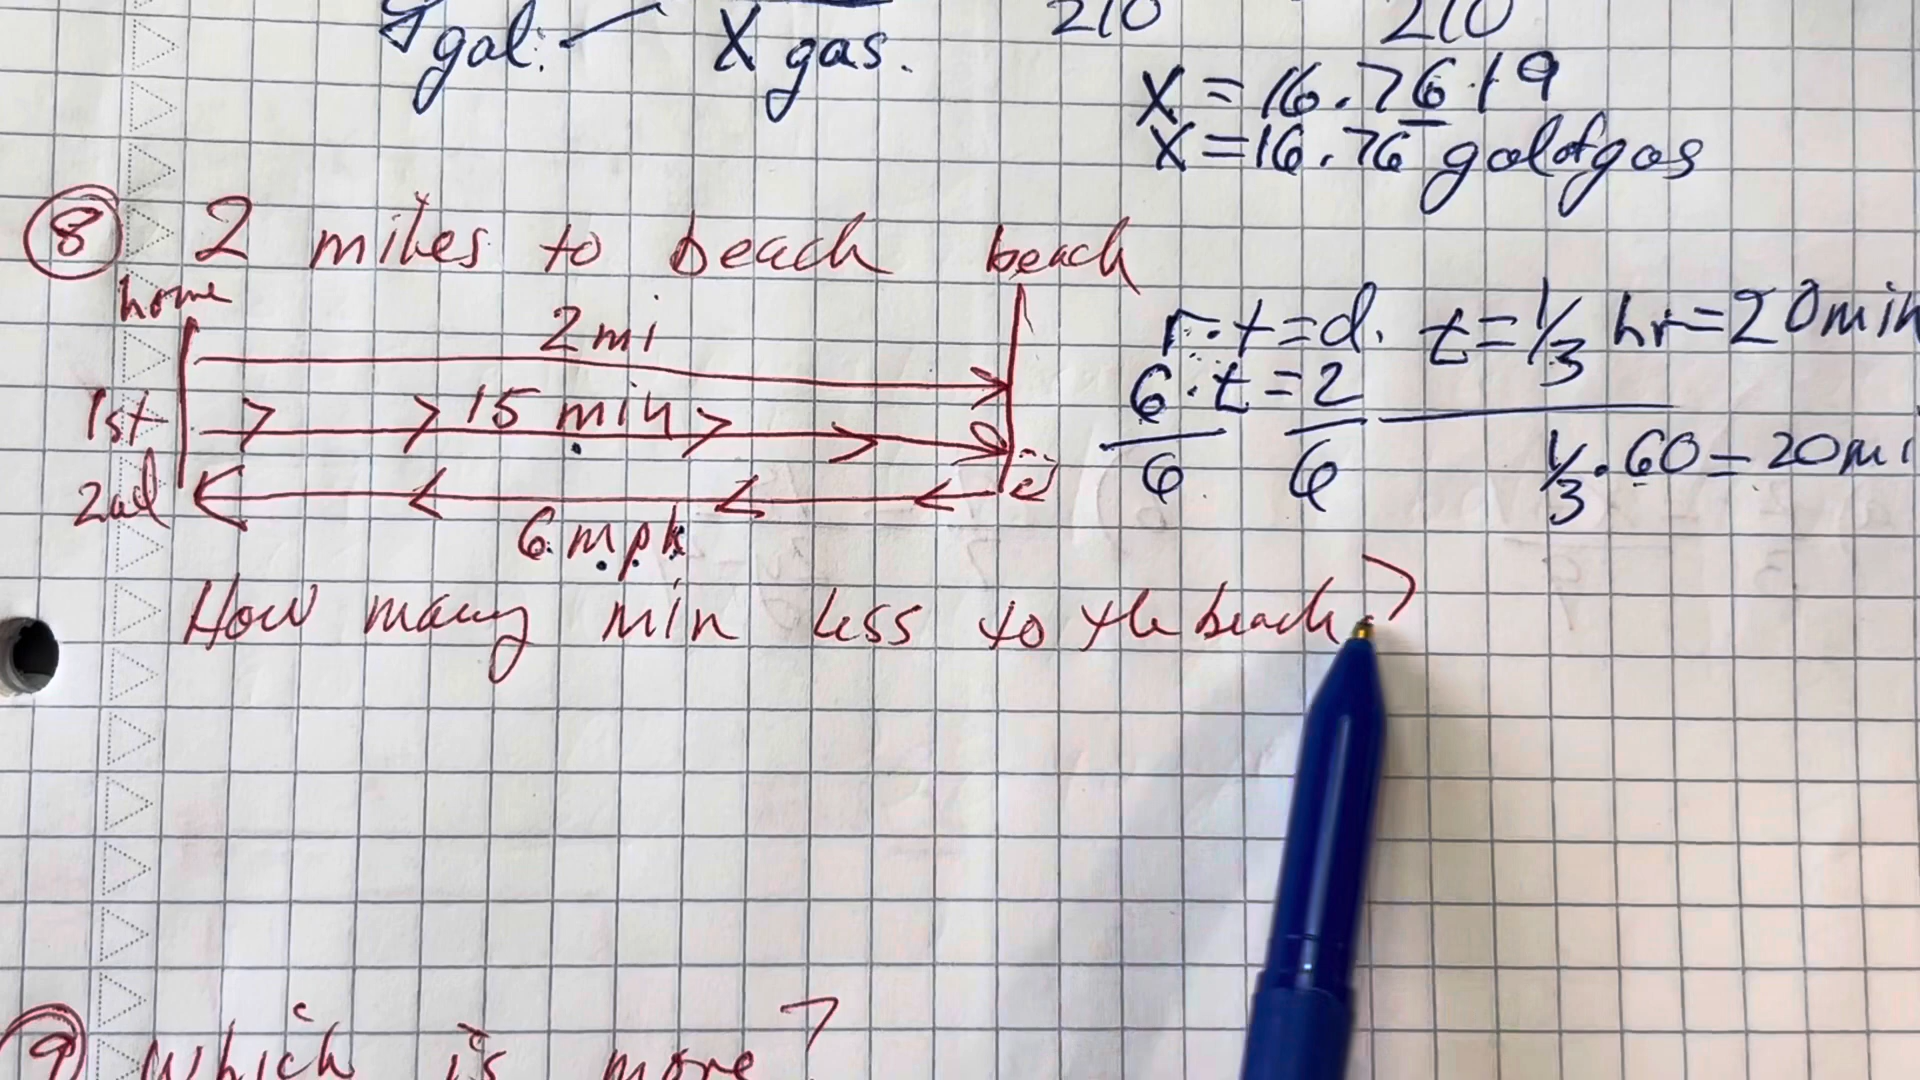 gal.
X gas.
210 210
X = 16.7619
X = 16.76 gal of gas
8 2 miles to beach beach
home
2 mi
1st 15 min
2nd
6 mph
r·t = d. t = 1/3 hr = 20 min
6·t = 2
6 6
1/3 · 60 = 20 mi
How many min less to the beach?
9 Which is more?